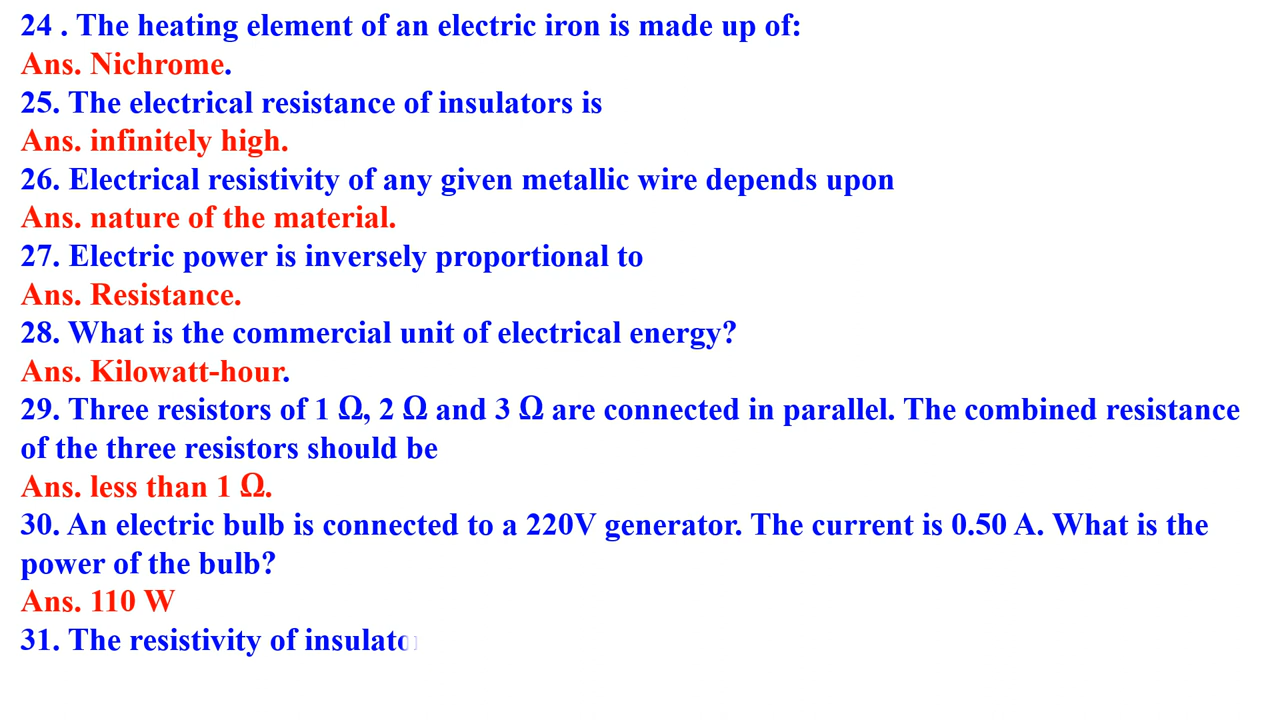 24 . The heating element of an electric iron is made up of:
Ans. Nichrome.
25. The electrical resistance of insulators is
Ans. infinitely high.
26. Electrical resistivity of any given metallic wire depends upon
Ans. nature of the material.
27. Electric power is inversely proportional to
Ans. Resistance.
28. What is the commercial unit of electrical energy?
Ans. Kilowatt-hour.
29. Three resistors of 1 Ω, 2 Ω and 3 Ω are connected in parallel. The combined resistance
of the three resistors should be
Ans. less than 1 Ω.
30. An electric bulb is connected to a 220V generator. The current is 0.50 A. What is the
power of the bulb?
Ans. 110 W
31. The resistivity of